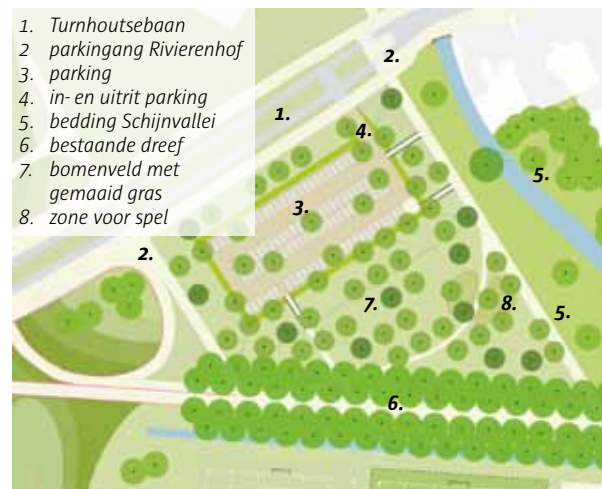 1. Turnhoutsebaan
2 parkingang Rivierenhof
3. parking
4. in- en uitrit parking
5. bedding Schijnvallei
6. bestaande dreef
7. bomenveld met
gemaaid gras
8. zone voor spel
2.
1.
4.
5.
3.
2.
7.
8.
5.
6.